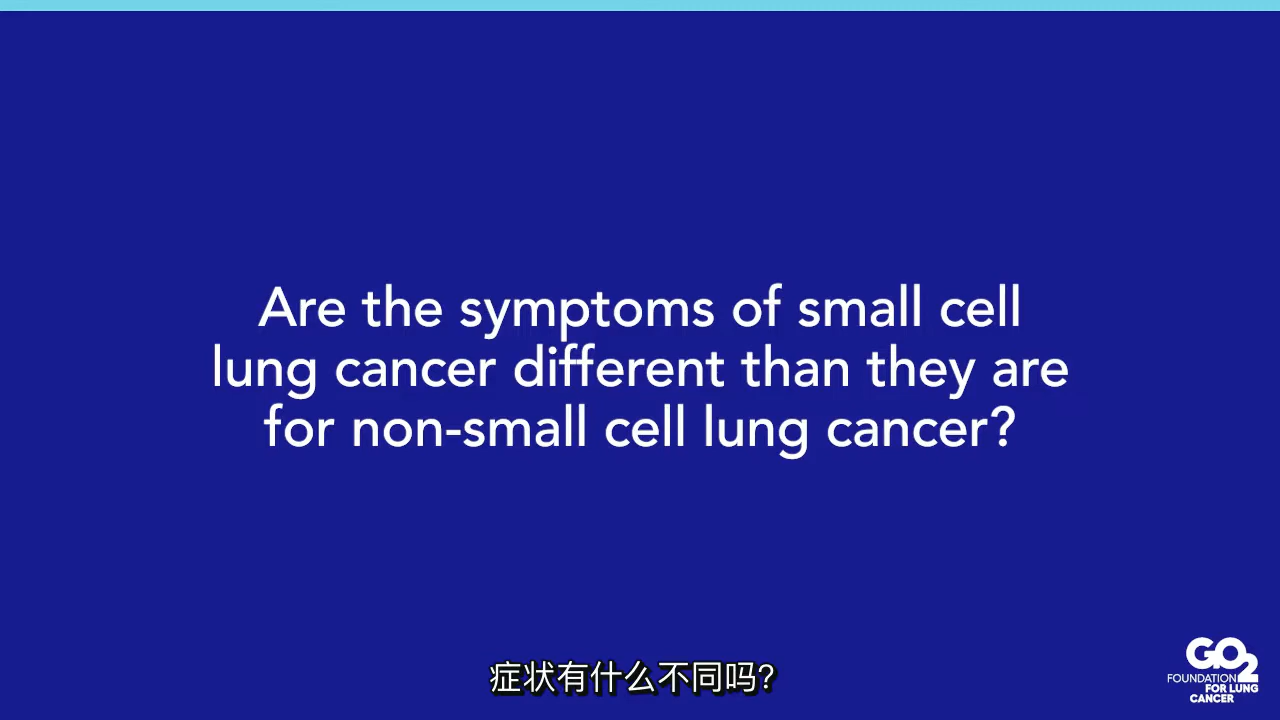 Are the symptoms of small cell
lung cancer different than they are
for non-small cell lung cancer?
症状有什么不同吗?
GO2
FOUNDATION
FOR LUNG
CANCER